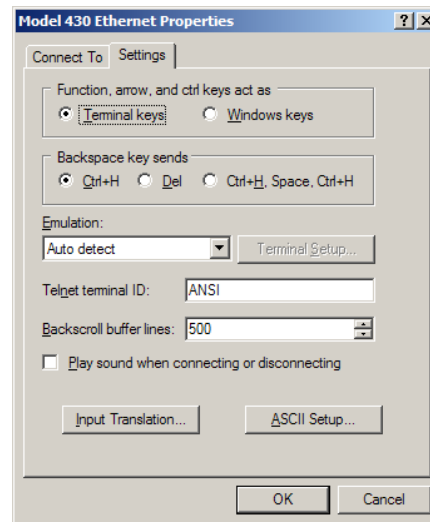 Model 430 Ethernet Properties ? x
Connect To Settings
Function, arrow, and ctrl keys act as
Terminal keys Windows keys
Backspace key sends
Ctrl+H Del Ctrl+H, Space, Ctrl+H
Emulation:
Auto detect Terminal Setup...
Telnet terminal ID: ANSI
Backscroll buffer lines: 500
Play sound when connecting or disconnecting
Input Translation... ASCII Setup...
OK Cancel